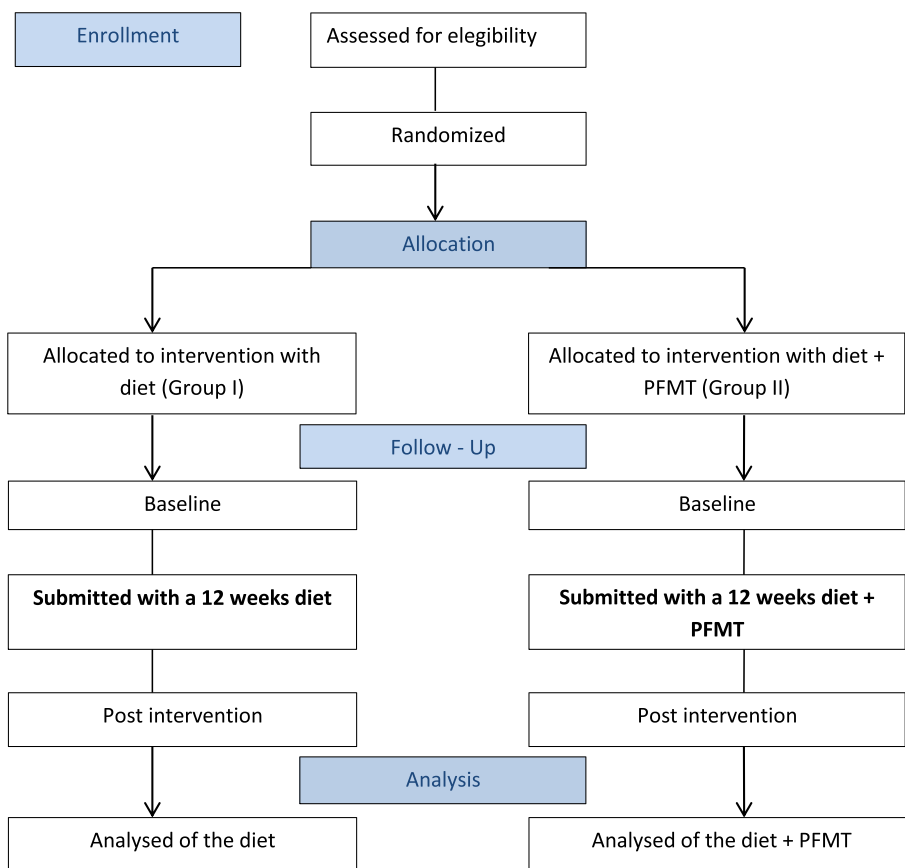 Enrollment
Assessed for elegibility
Randomized
Allocation
Allocated to intervention with
diet (Group I)
Allocated to intervention with diet +
PFMT (Group II)
Follow - Up
Baseline
Baseline
Submitted with a 12 weeks diet
Submitted with a 12 weeks diet +
PFMT
Post intervention
Post intervention
Analysis
Analysed of the diet
Analysed of the diet + PFMT